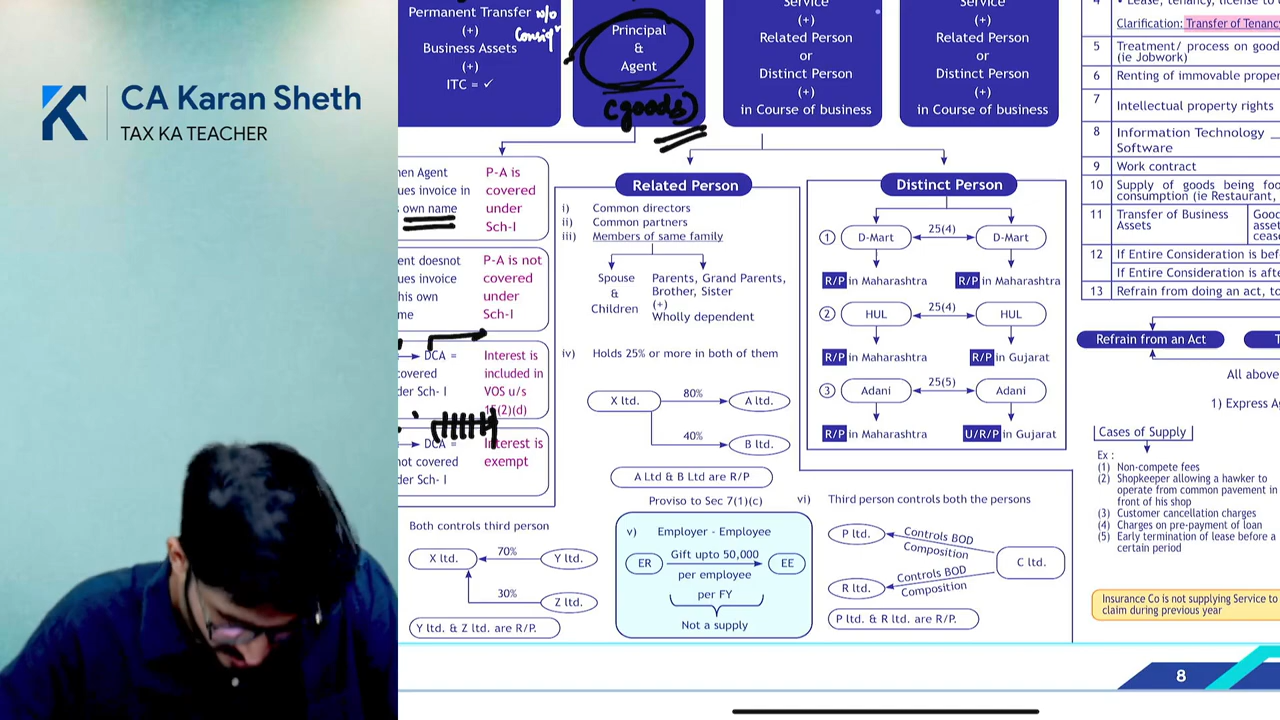 CA Karan Sheth
TAX KA TEACHER
Permanent Transfer w/o
(+)
Business Assets
(+)
ITC = ✓
Principal
&
Agent
(goods)
Service
(+)
Related Person
or
Distinct Person
(+)
in Course of business
Service
(+)
Related Person
or
Distinct Person
(+)
in Course of business
4
• Lease, tenancy, license to
Clarification: Transfer of Tenancy
5 Treatment/ process on good
(ie Jobwork)
6 Renting of immovable proper
7 Intellectual property rights
8 Information Technology
Software
9 Work contract
10 Supply of goods being foo
consumption (ie Restaurant,
11 Transfer of Business
Assets
Goo
asset
cease
12 If Entire Consideration is bef
If Entire Consideration is afte
13 Refrain from doing an act, to
hen Agent
ues invoice in
own name
P-A is
covered
under
Sch-I
ent doesnot
ues invoice
his own
me
P-A is not
covered
under
Sch-I
DCA =
covered
der Sch- I
Interest is
included in
VOS u/s
15(2)(d)
DCA =
not covered
der Sch- I
Interest is
exempt
Related Person
i) Common directors
ii) Common partners
iii) Members of same family
Spouse
&
Children
Parents, Grand Parents,
Brother, Sister
(+)
Wholly dependent
iv) Holds 25% or more in both of them
X ltd.
80%
A ltd.
40%
B ltd.
A Ltd & B Ltd are R/P
Distinct Person
1 D-Mart 25(4) D-Mart
R/P in Maharashtra R/P in Maharashtra
2 HUL 25(4) HUL
R/P in Maharashtra R/P in Gujarat
3 Adani 25(5) Adani
R/P in Maharashtra U/R/P in Gujarat
Proviso to Sec 7(1)(c)
v) Employer - Employee
ER Gift upto 50,000 EE
per employee
per FY
Not a supply
Both controls third person
X ltd. 70% Y ltd.
30% Z ltd.
Y ltd. & Z ltd. are R/P.
vi) Third person controls both the persons
P ltd.
Controls BOD
Composition
C ltd.
Controls BOD
Composition
R ltd.
P ltd. & R ltd. are R/P.
Refrain from an Act
T
All above
1) Express Ag
Cases of Supply
Ex :
(1) Non-compete fees
(2) Shopkeeper allowing a hawker to
operate from common pavement in
front of his shop
(3) Customer cancellation charges
(4) Charges on pre-payment of loan
(5) Early termination of lease before a
certain period
Insurance Co is not supplying Service to
claim during previous year
8